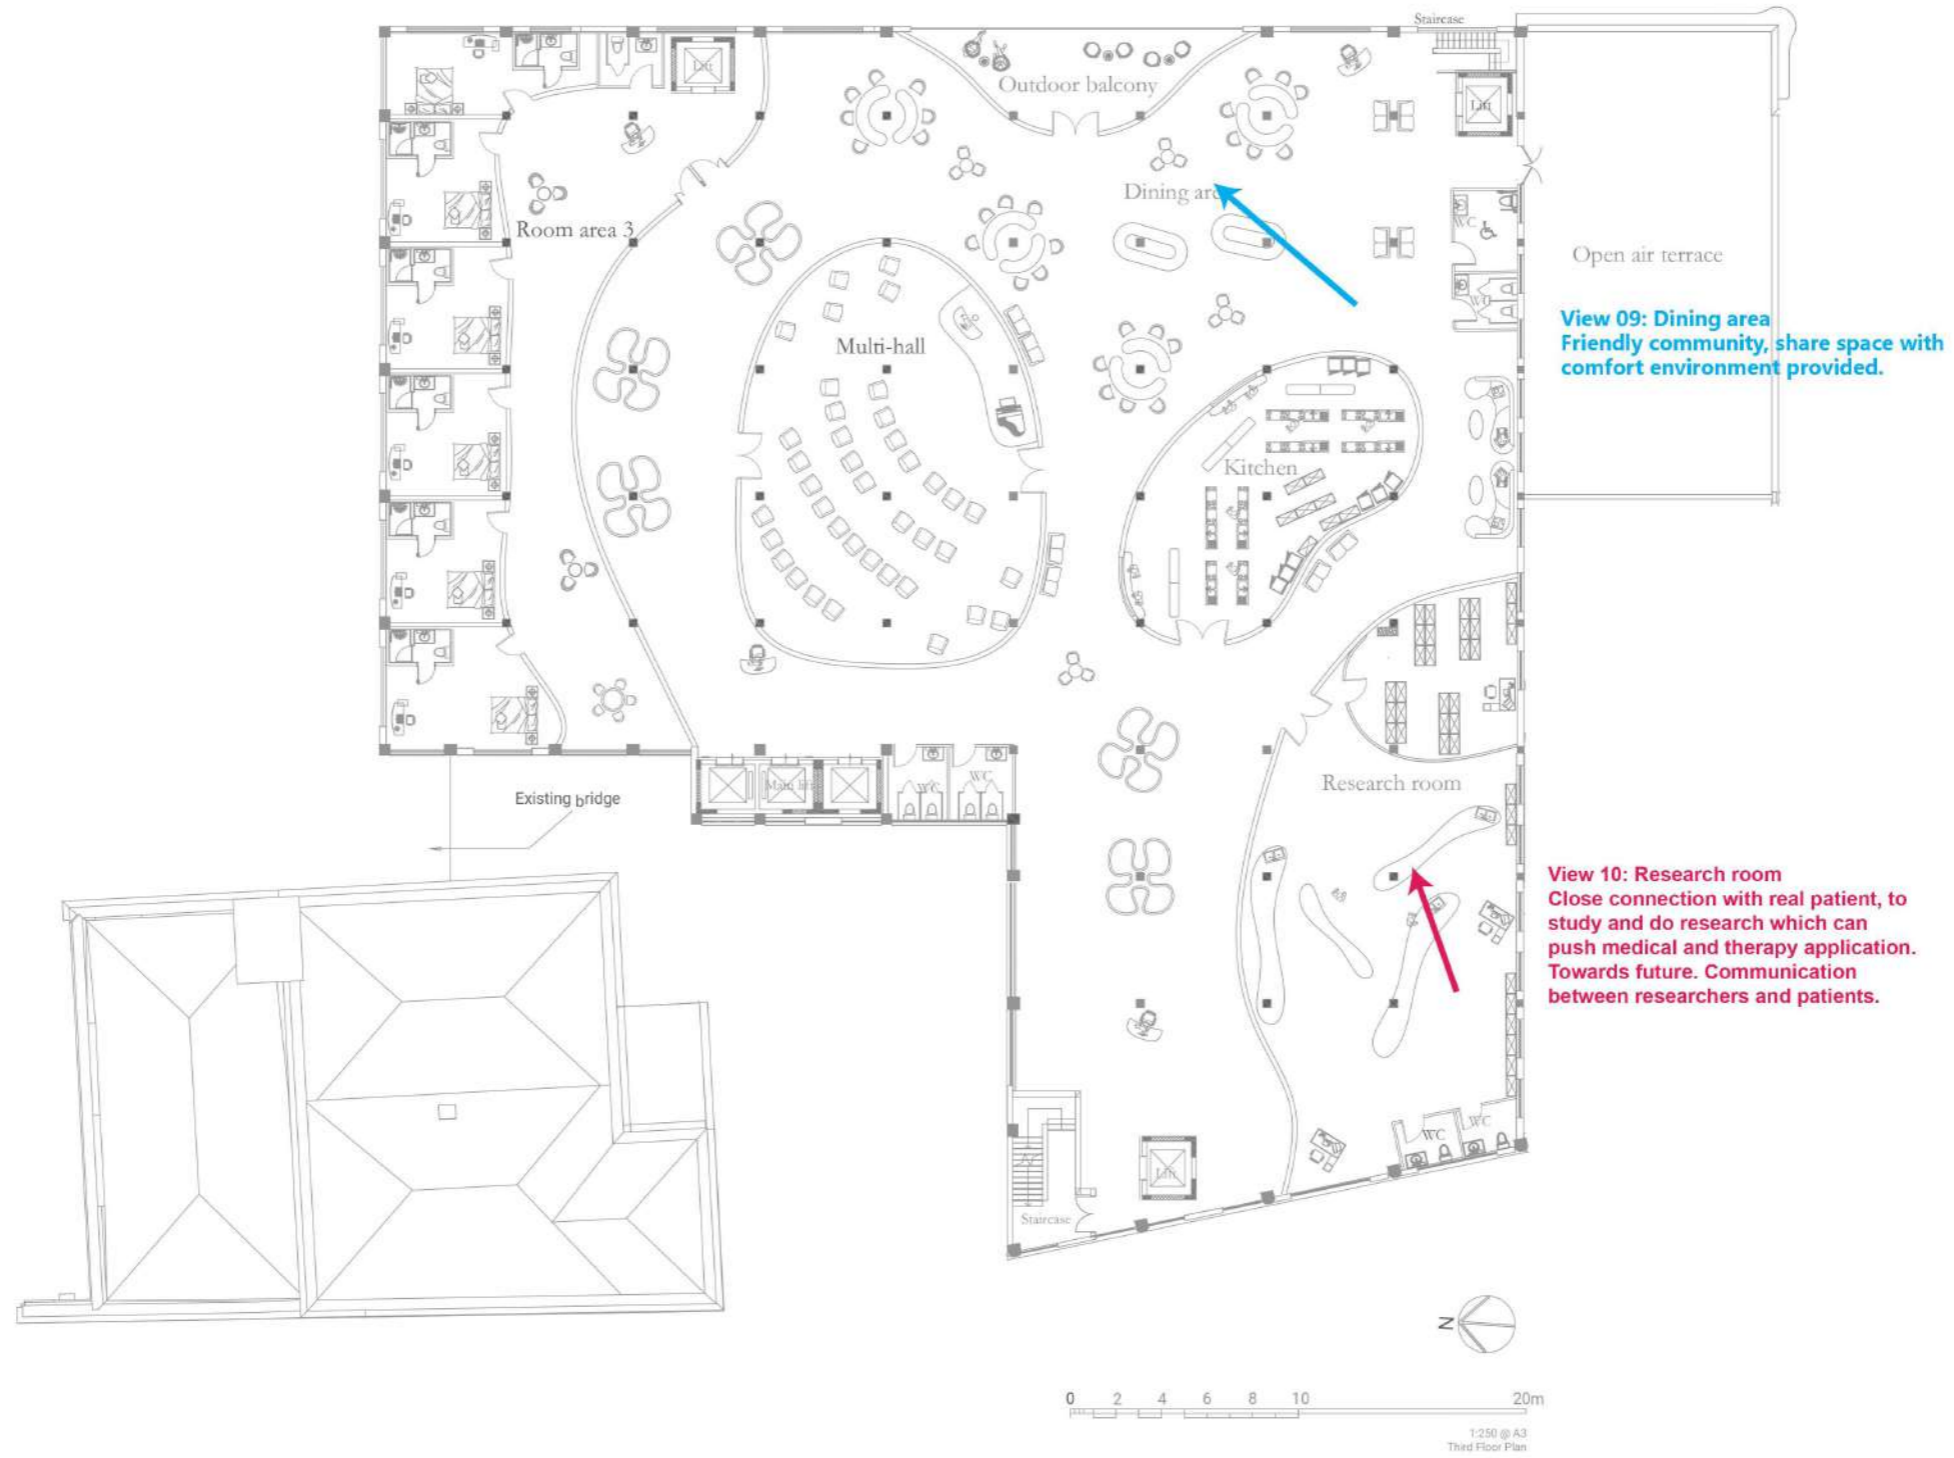 Staircase
Lift
Lift
Outdoor balcony
Dining are
Room area 3
WC
Open air terrace
WC
View 09: Dining area
Friendly community, share space with
comfort environment provided.
Multi-hall
Kitchen
Main lift
WC
WC
Existing bridge
Research room
View 10: Research room
Close connection with real patient, to
study and do research which can
push medical and therapy application.
Towards future. Communication
between researchers and patients.
WC
WC
Lift
Staircase
N
0 2 4 6 8 10 20m
1:250 @ A3
Third Floor Plan